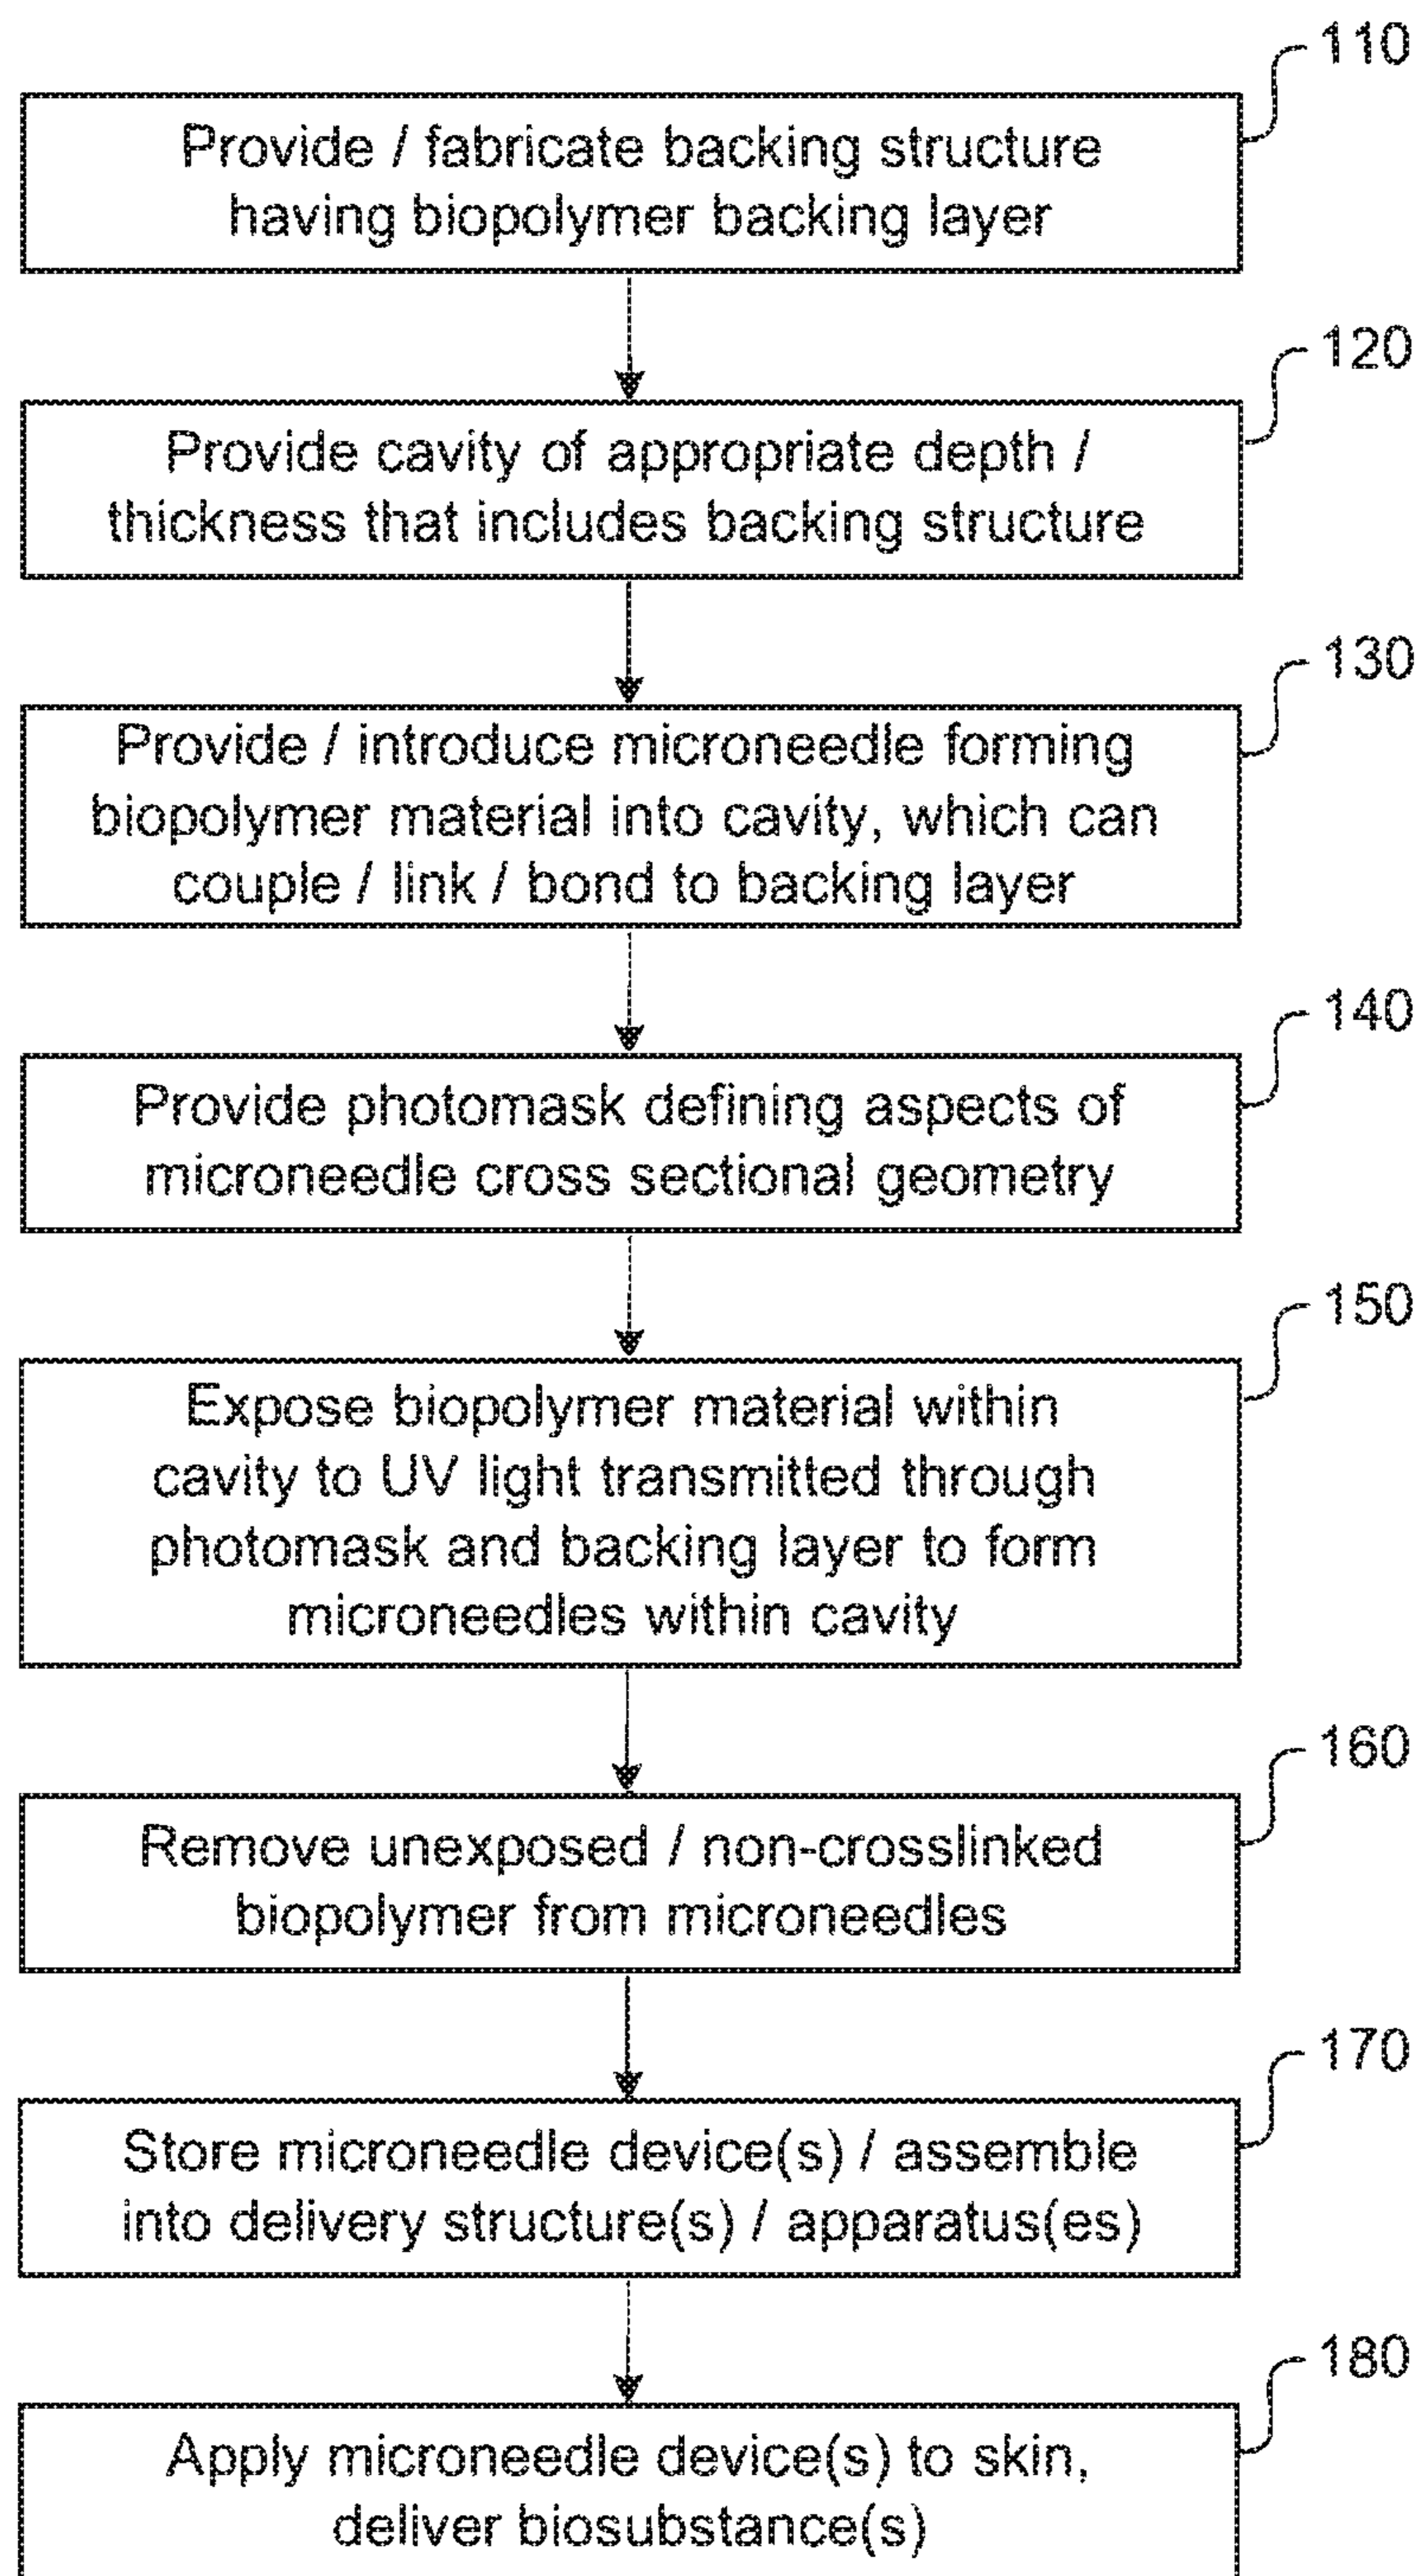 110
Provide / fabricate backing structure
having biopolymer backing layer
120
Provide cavity of appropriate depth /
thickness that includes backing structure
130
Provide / introduce microneedle forming
biopolymer material into cavity, which can
couple / link / bond to backing layer
140
Provide photomask defining aspects of
microneedle cross sectional geometry
150
Expose biopolymer material within
cavity to UV light transmitted through
photomask and backing layer to form
microneedles within cavity
160
Remove unexposed / non-crosslinked
biopolymer from microneedles
170
Store microneedle device(s) / assemble
into delivery structure(s) / apparatus(es)
180
Apply microneedle device(s) to skin,
deliver biosubstance(s)